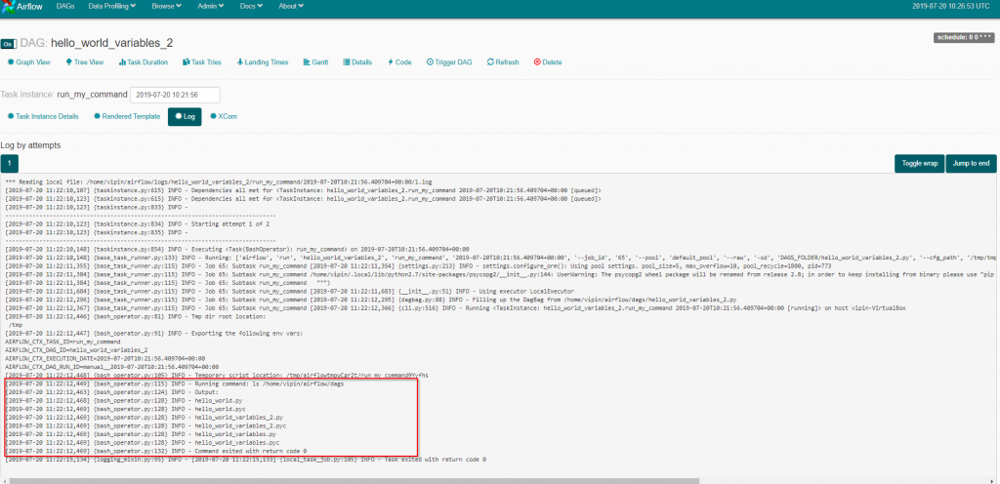 Airflow DAGs Data Profiling Browse Admin Docs About 2019-07-20 10:26:53 UTC
On DAG: hello_world_variables_2 schedule: 0 0 * * *
Graph View Tree View Task Duration Task Tries Landing Times Gantt Details Code Trigger DAG Refresh Delete
Task Instance: run_my_command 2019-07-20 10:21:56
Task Instance Details Rendered Template Log XCom
Log by attempts
1 Toggle wrap Jump to end
*** Reading local file: /home/vipin/airflow/logs/hello_world_variables_2/run_my_command/2019-07-20T10:21:56.409704+00:00/1.log
[2019-07-20 11:22:10,107] {taskinstance.py:615} INFO - Dependencies all met for <TaskInstance: hello_world_variables_2.run_my_command 2019-07-20T10:21:56.409704+00:00 [queued]>
[2019-07-20 11:22:10,123] {taskinstance.py:615} INFO - Dependencies all met for <TaskInstance: hello_world_variables_2.run_my_command 2019-07-20T10:21:56.409704+00:00 [queued]>
[2019-07-20 11:22:10,123] {taskinstance.py:833} INFO -
--------------------------------------------------------------------------------
[2019-07-20 11:22:10,123] {taskinstance.py:834} INFO - Starting attempt 1 of 2
[2019-07-20 11:22:10,123] {taskinstance.py:835} INFO -
--------------------------------------------------------------------------------
[2019-07-20 11:22:10,148] {taskinstance.py:854} INFO - Executing <Task(BashOperator): run_my_command> on 2019-07-20T10:21:56.409704+00:00
[2019-07-20 11:22:10,148] {base_task_runner.py:133} INFO - Running: ['airflow', 'run', 'hello_world_variables_2', 'run_my_command', '2019-07-20T10:21:56.409704+00:00', '--job_id', '65', '--pool', 'default_pool', '--raw', '-sd', 'DAGS_FOLDER/hello_world_variables_2.py', '--cfg_path', '/tmp/tm
[2019-07-20 11:22:11,355] {base_task_runner.py:115} INFO - Job 65: Subtask run_my_command [2019-07-20 11:22:11,354] {settings.py:213} INFO - settings.configure_orm(): Using pool settings. pool_size=5, max_overflow=10, pool_recycle=1800, pid=773
[2019-07-20 11:22:11,384] {base_task_runner.py:115} INFO - Job 65: Subtask run_my_command /home/vipin/.local/lib/python2.7/site-packages/psycopg2/__init__.py:144: UserWarning: The psycopg2 wheel package will be renamed from release 2.8; in order to keep installing from binary please use "pip
[2019-07-20 11:22:11,384] {base_task_runner.py:115} INFO - Job 65: Subtask run_my_command """)
[2019-07-20 11:22:11,684] {base_task_runner.py:115} INFO - Job 65: Subtask run_my_command [2019-07-20 11:22:11,683] {__init__.py:51} INFO - Using executor LocalExecutor
[2019-07-20 11:22:12,296] {base_task_runner.py:115} INFO - Job 65: Subtask run_my_command [2019-07-20 11:22:12,295] {dagbag.py:88} INFO - Filling up the DagBag from /home/vipin/airflow/dags/hello_world_variables_2.py
[2019-07-20 11:22:12,367] {base_task_runner.py:115} INFO - Job 65: Subtask run_my_command [2019-07-20 11:22:12,366] {cli.py:516} INFO - Running <TaskInstance: hello_world_variables_2.run_my_command 2019-07-20T10:21:56.409704+00:00 [running]> on host vipin-VirtualBox
[2019-07-20 11:22:12,446] {bash_operator.py:81} INFO - Tmp dir root location:
/tmp
[2019-07-20 11:22:12,447] {bash_operator.py:91} INFO - Exporting the following env vars:
AIRFLOW_CTX_TASK_ID=run_my_command
AIRFLOW_CTX_DAG_ID=hello_world_variables_2
AIRFLOW_CTX_EXECUTION_DATE=2019-07-20T10:21:56.409704+00:00
AIRFLOW_CTX_DAG_RUN_ID=manual__2019-07-20T10:21:56.409704+00:00
[2019-07-20 11:22:12,448] {bash_operator.py:105} INFO - Temporary script location:
[2019-07-20 11:22:12,449] {bash_operator.py:115} INFO - Running command: ls /home/vipin/airflow/dags
[2019-07-20 11:22:12,463] {bash_operator.py:124} INFO - Output:
[2019-07-20 11:22:12,468] {bash_operator.py:128} INFO - hello_world.py
[2019-07-20 11:22:12,469] {bash_operator.py:128} INFO - hello_world.pyc
[2019-07-20 11:22:12,469] {bash_operator.py:128} INFO - hello_world_variables_2.py
[2019-07-20 11:22:12,469] {bash_operator.py:128} INFO - hello_world_variables_2.pyc
[2019-07-20 11:22:12,469] {bash_operator.py:128} INFO - hello_world_variables.py
[2019-07-20 11:22:12,469] {bash_operator.py:128} INFO - hello_world_variables.pyc
[2019-07-20 11:22:12,469] {bash_operator.py:132} INFO - Command exited with return code 0
[2019-07-20 11:22:15,134] {logging_mixin.py:95} INFO - [2019-07-20 11:22:15,133] {local_task_job.py:105} INFO - Task exited with return code 0